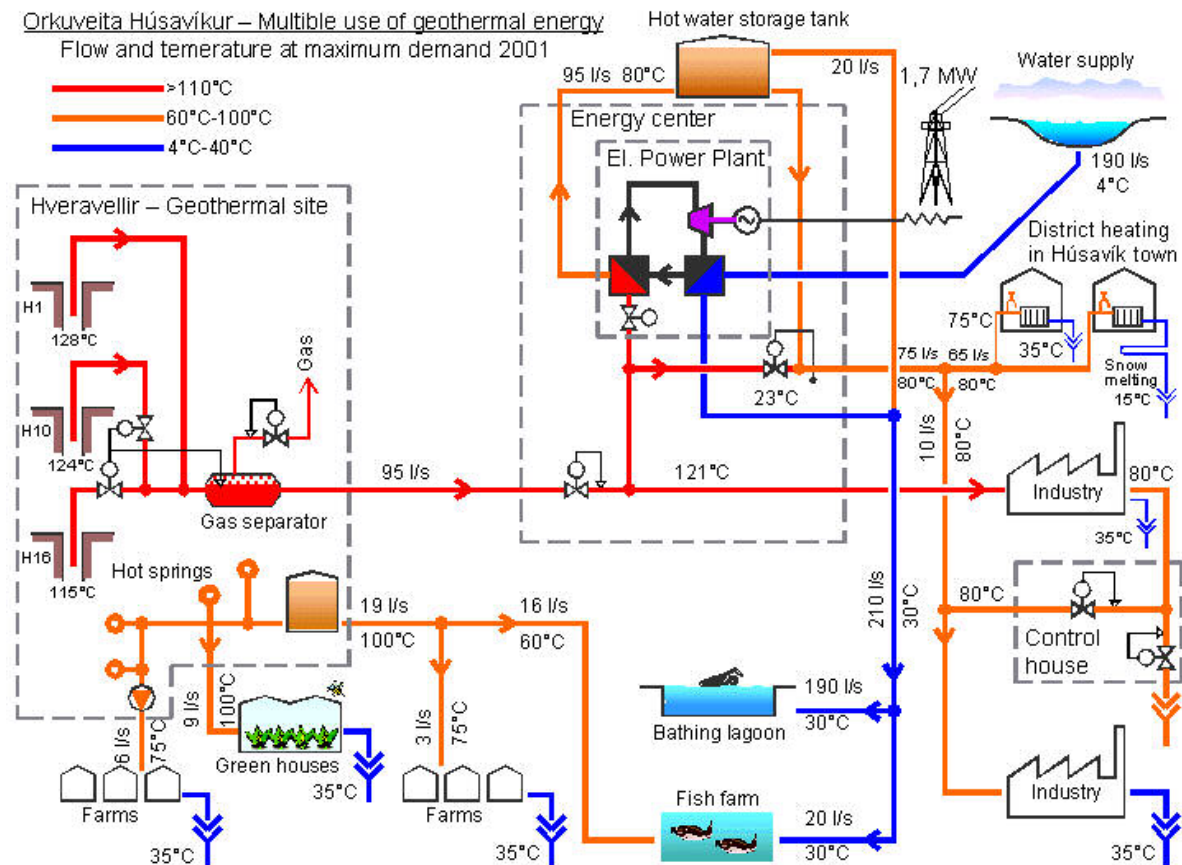 Orkuveita Húsavíkur – Multible use of geothermal energy
Flow and temerature at maximum demand 2001
>110°C
60°C-100°C
4°C-40°C
Hot water storage tank
95 l/s 80°C
20 l/s
1,7 MW
Water supply
190 l/s
4°C
Energy center
El. Power Plant
Hveravellir – Geothermal site
H1
128°C
H10
124°C
H16
115°C
Gas
Gas separator
95 l/s
District heating
in Húsavík town
75°C
35°C
Snow
melting
15°C
75 l/s
80°C
65 l/s
80°C
23°C
121°C
10 l/s
80°C
Industry
80°C
35°C
Hot springs
19 l/s
100°C
16 l/s
60°C
210 l/s
30°C
80°C
Control
house
6 l/s
75°C
9 l/s
100°C
3 l/s
75°C
Green houses
35°C
Farms
35°C
Farms
35°C
190 l/s
30°C
Bathing lagoon
Fish farm
20 l/s
30°C
Industry
35°C